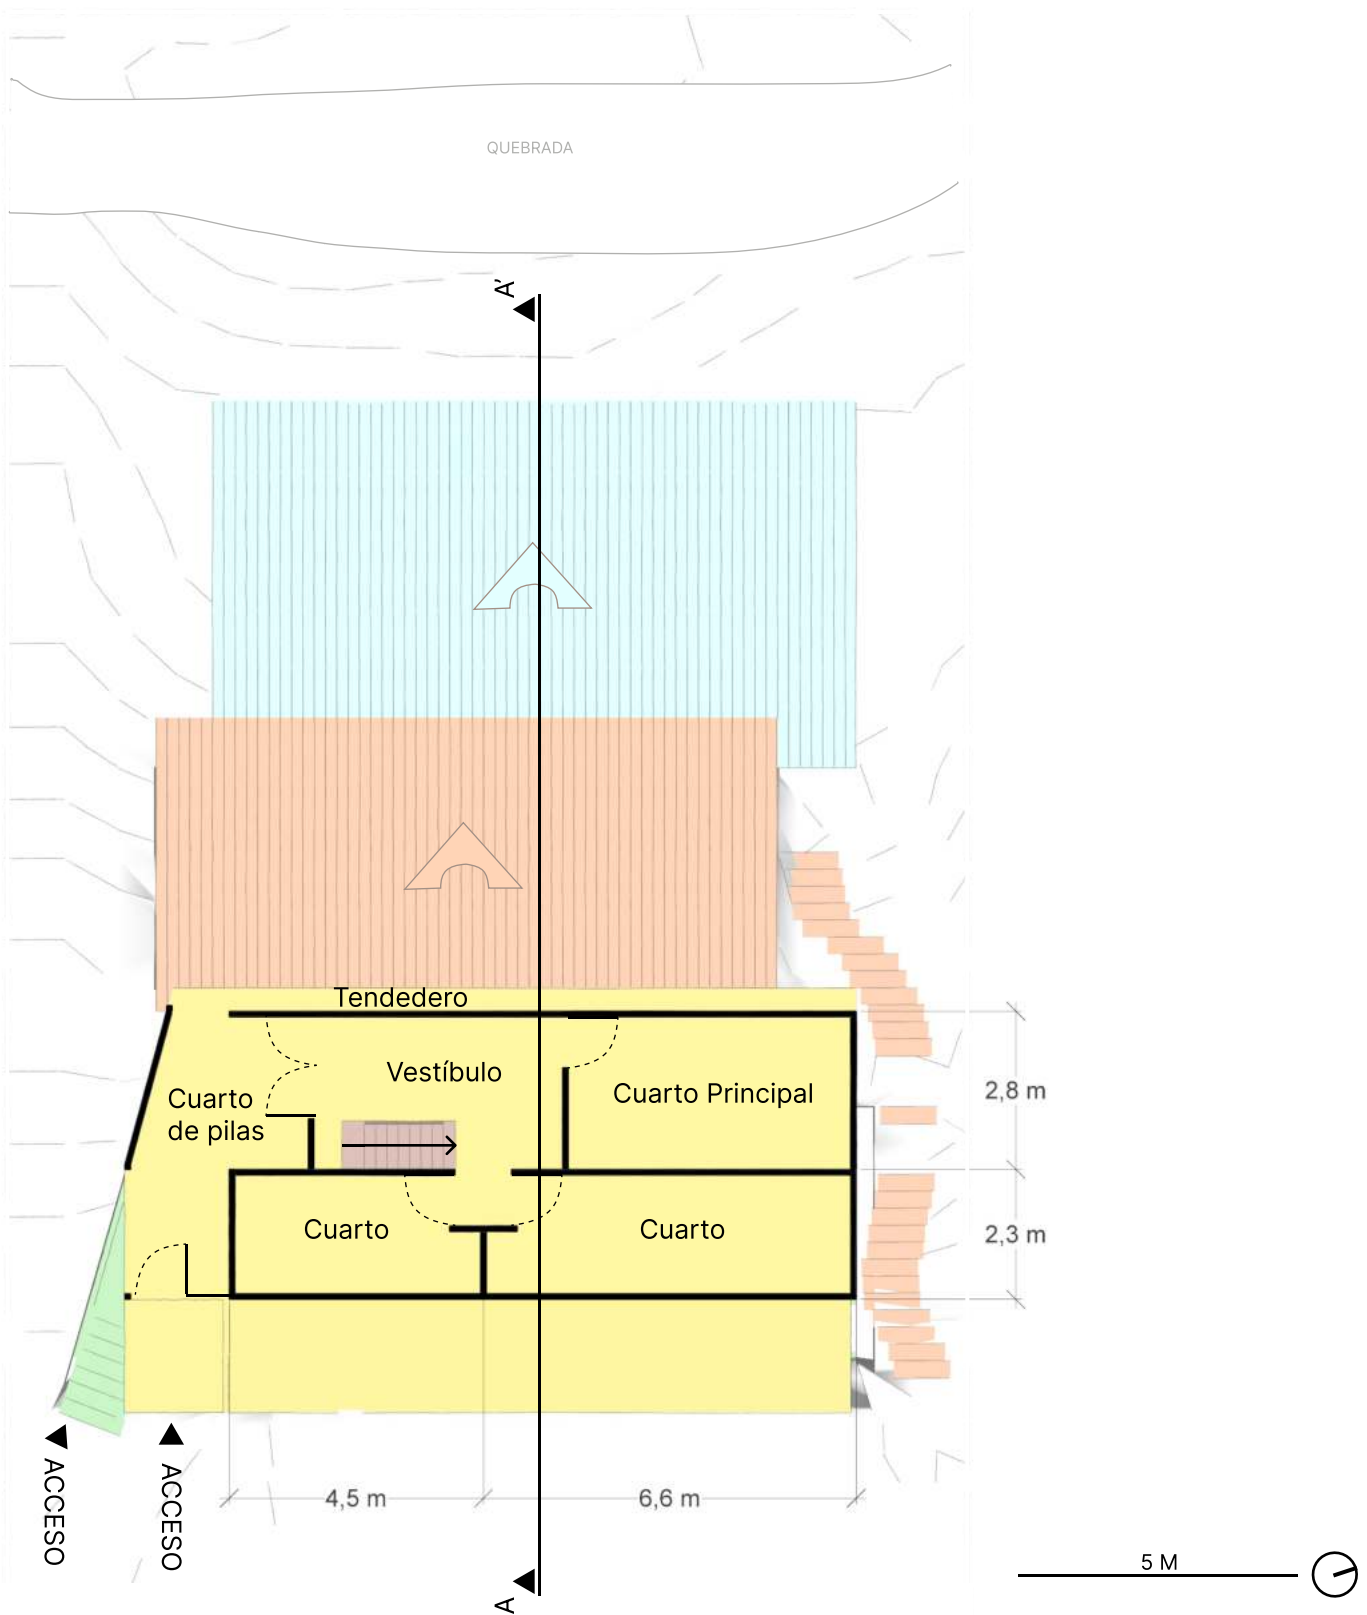 QUEBRADA
A'
Tendedero
Vestíbulo
Cuarto
de pilas
Cuarto Principal
2,8 m
Cuarto
Cuarto
2,3 m
ACCESO
ACCESO
4,5 m
6,6 m
A
5 M